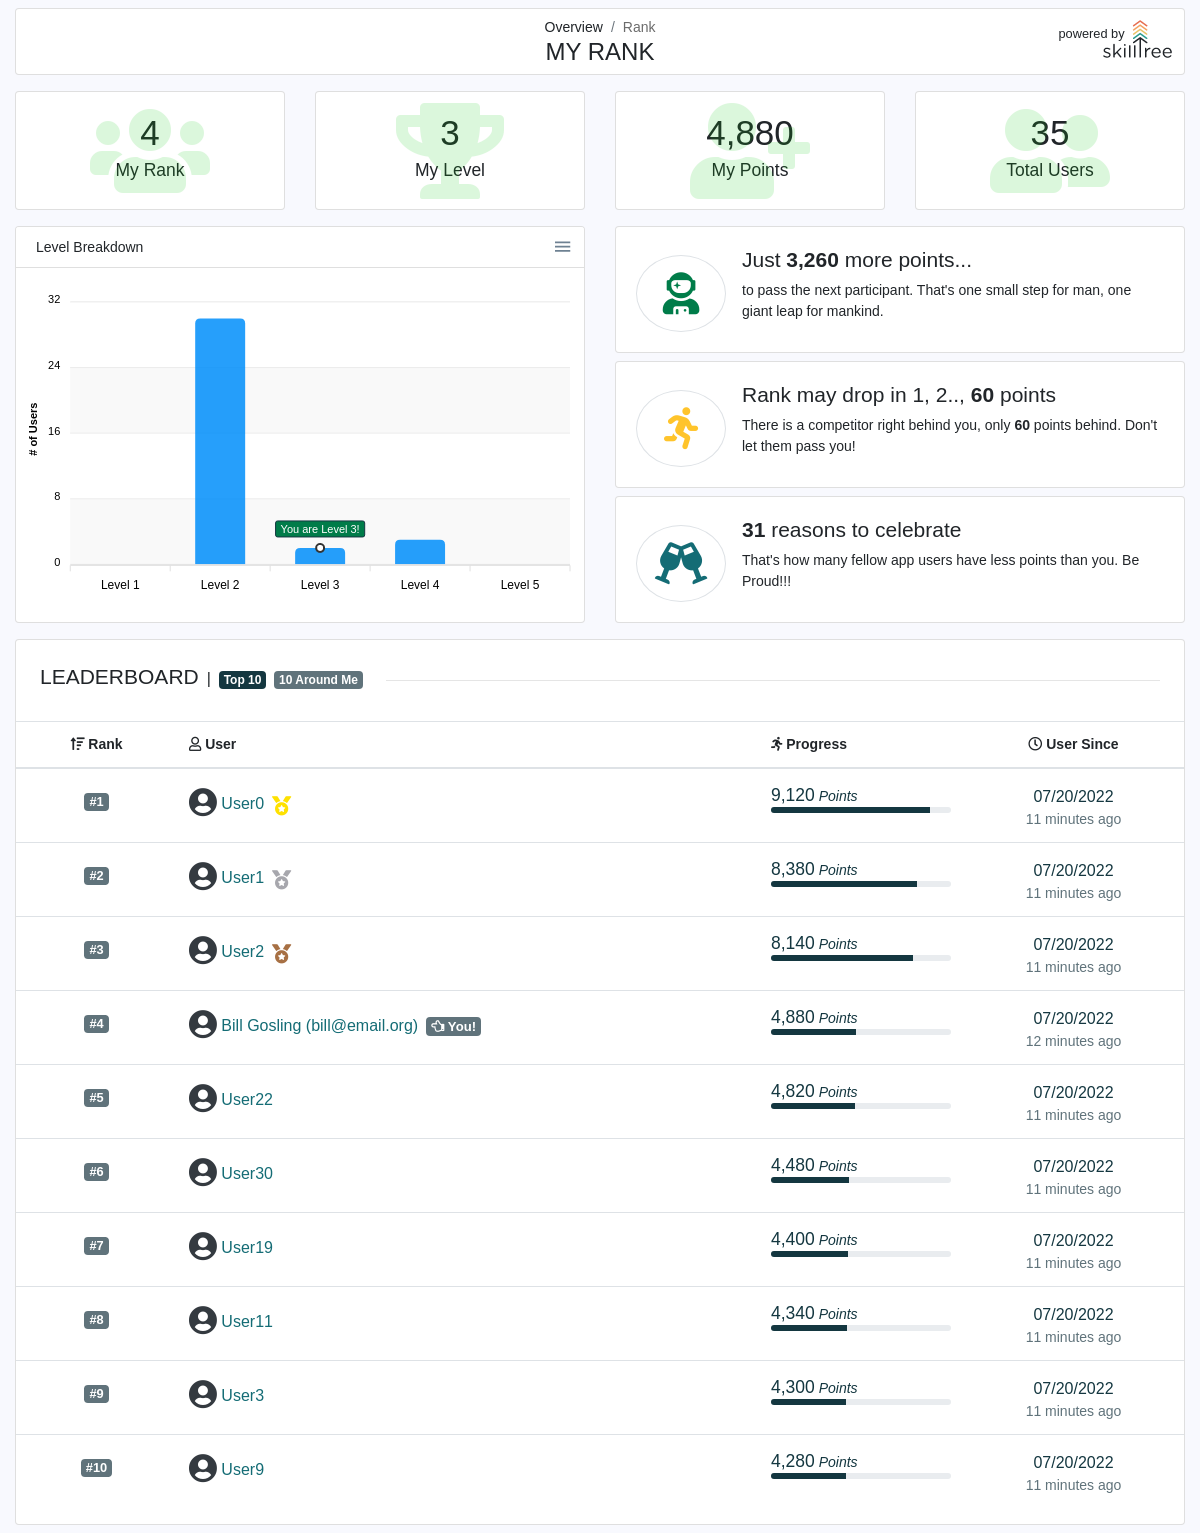 Overview / Rank
MY RANK
powered by
skilltree
4
My Rank
3
My Level
4,880
My Points
35
Total Users
Level Breakdown
32
24
16
8
0
# of Users
You are Level 3!
Level 1 Level 2 Level 3 Level 4 Level 5
Just 3,260 more points...
to pass the next participant. That's one small step for man, one
giant leap for mankind.
Rank may drop in 1, 2.., 60 points
There is a competitor right behind you, only 60 points behind. Don't
let them pass you!
31 reasons to celebrate
That's how many fellow app users have less points than you. Be
Proud!!!
LEADERBOARD | Top 10 10 Around Me
Rank User Progress User Since
#1 User0 9,120 Points 07/20/2022
11 minutes ago
#2 User1 8,380 Points 07/20/2022
11 minutes ago
#3 User2 8,140 Points 07/20/2022
11 minutes ago
#4 Bill Gosling (bill@email.org) You! 4,880 Points 07/20/2022
12 minutes ago
#5 User22 4,820 Points 07/20/2022
11 minutes ago
#6 User30 4,480 Points 07/20/2022
11 minutes ago
#7 User19 4,400 Points 07/20/2022
11 minutes ago
#8 User11 4,340 Points 07/20/2022
11 minutes ago
#9 User3 4,300 Points 07/20/2022
11 minutes ago
#10 User9 4,280 Points 07/20/2022
11 minutes ago